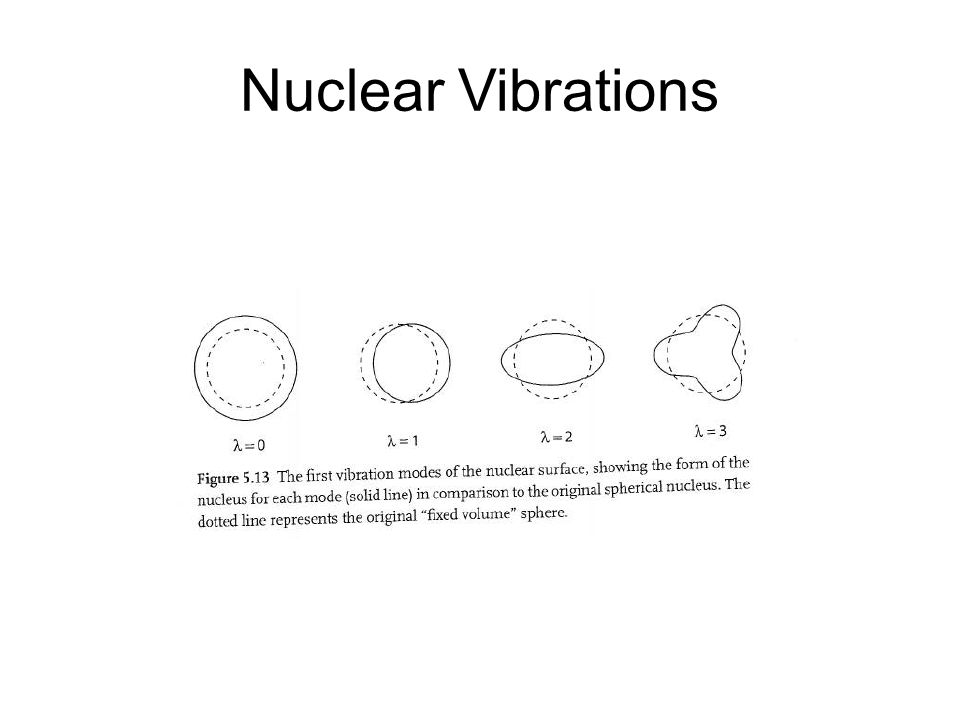 Nuclear Vibrations
λ=0
λ=1
λ=2
λ=3
Figure 5.13 The first vibration modes of the nuclear surface, showing the form of the
nucleus for each mode (solid line) in comparison to the original spherical nucleus. The
dotted line represents the original “fixed volume” sphere.